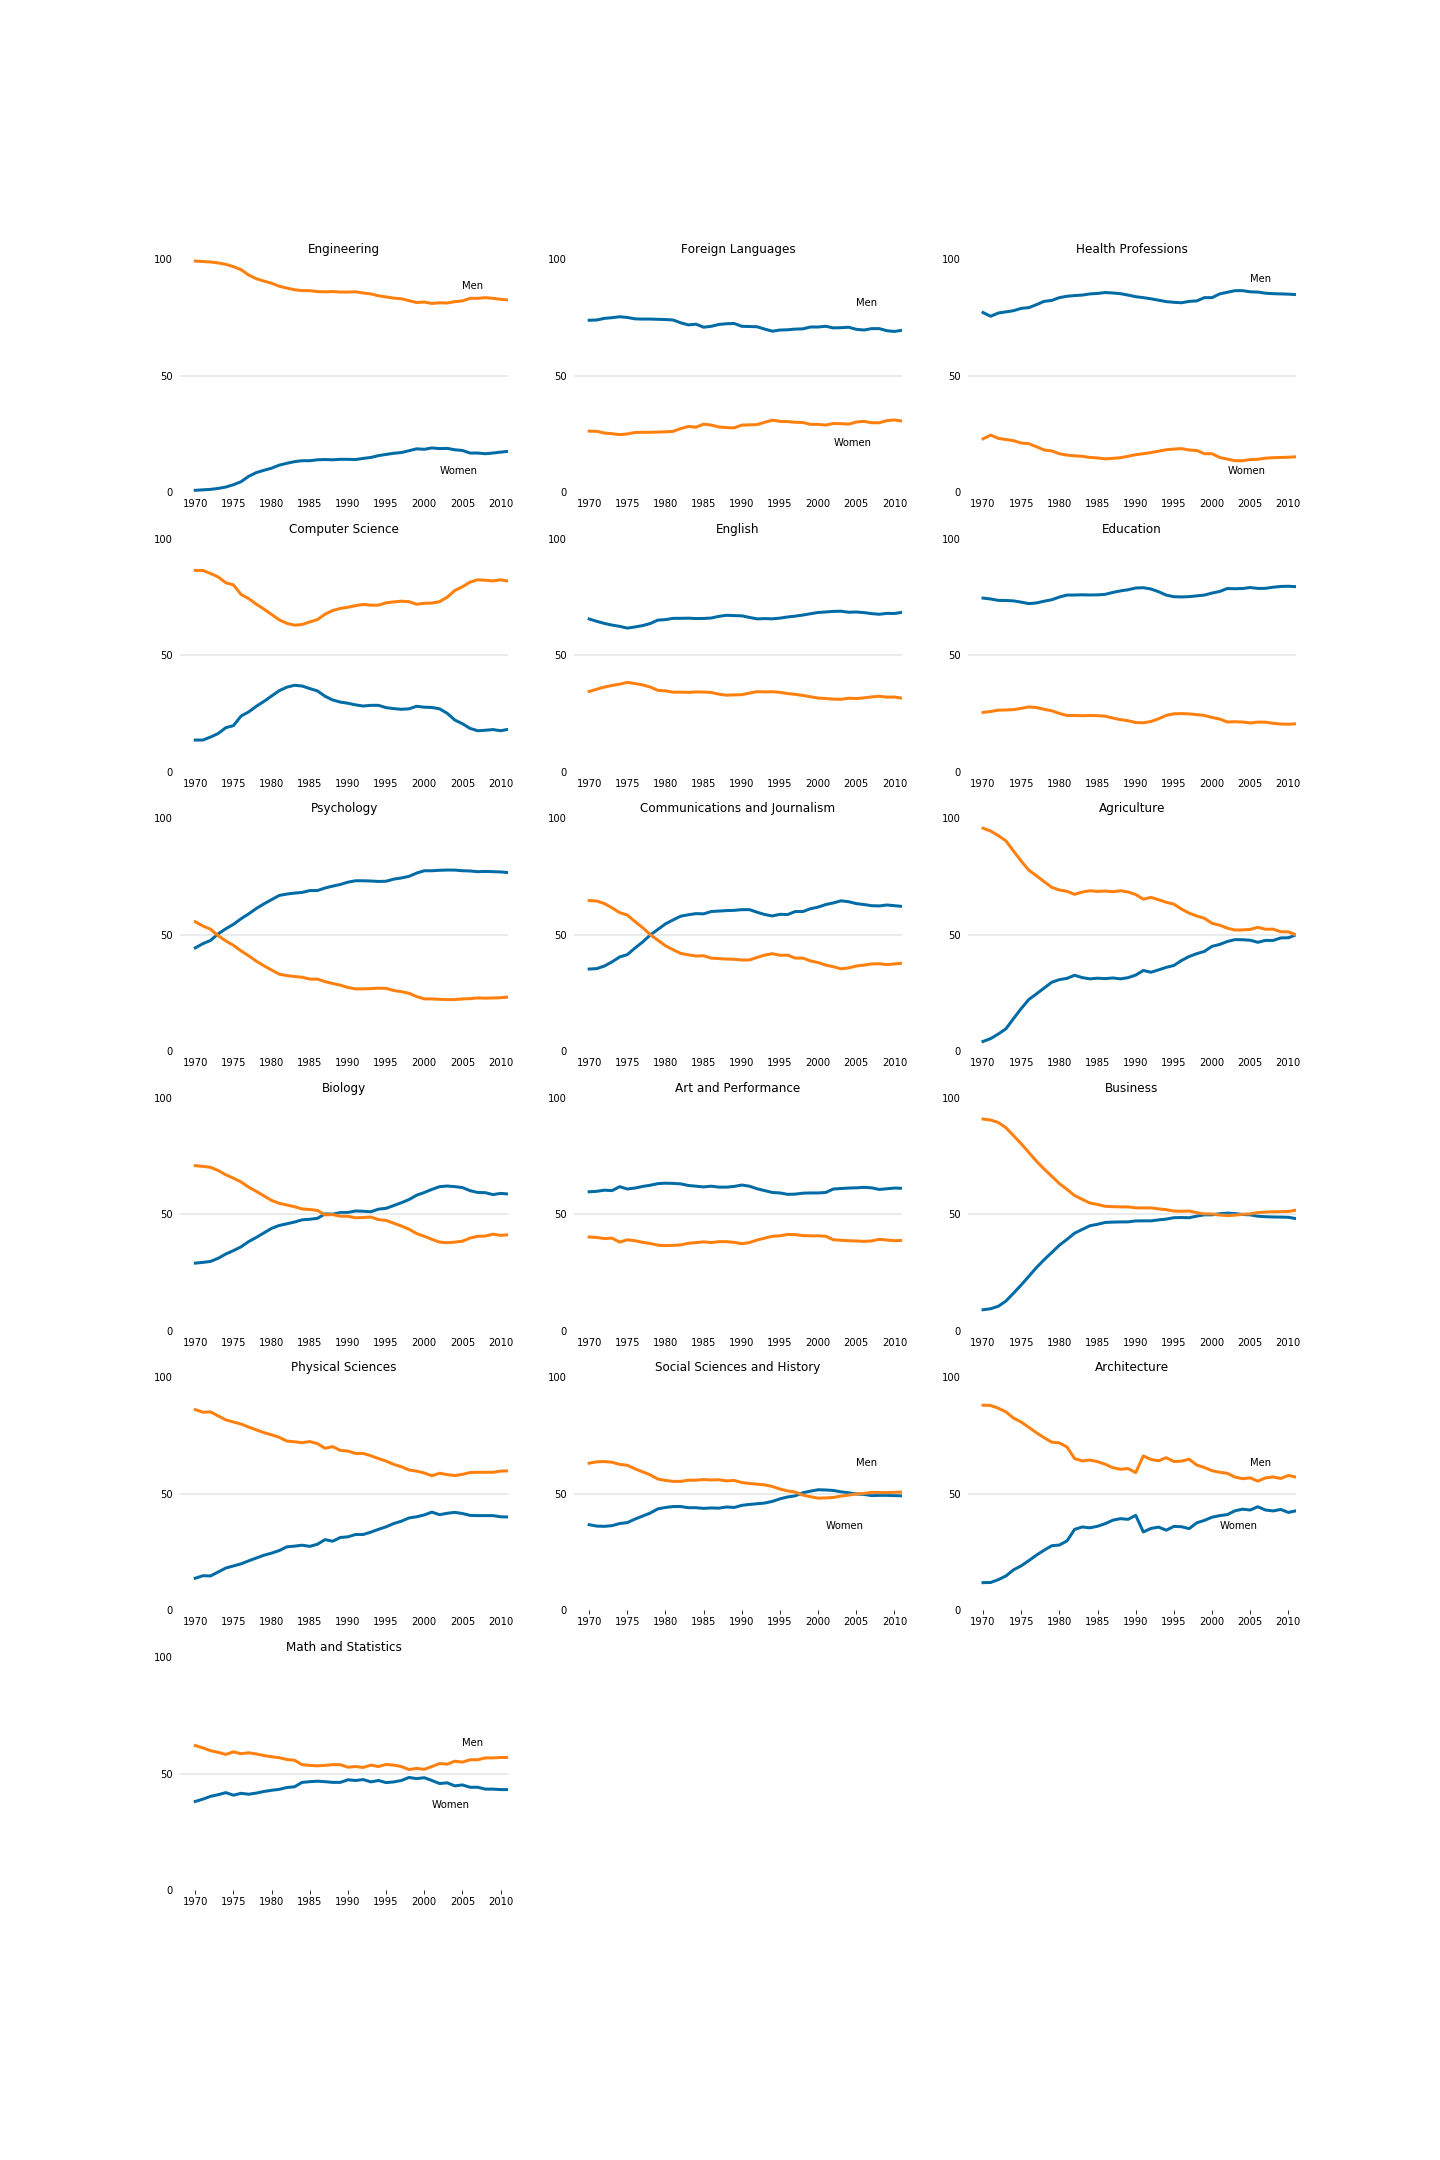 Engineering
100
Men
50
Women
0
1970 1975 1980 1985 1990 1995 2000 2005 2010
Foreign Languages
Men
50
Women
0
1970 1975 1980 1985 1990 1995 2000 2005 2010
100
Health Professions
Men
50
Women
0
1970 1975 1980 1985 1990 1995 2000 2005 2010
100
Computer Science
100
50
0
1970 1975 1980 1985 1990 1995 2000 2005 2010
English
100
50
0
1970 1975 1980 1985 1990 1995 2000 2005 2010
Education
100
50
0
1970 1975 1980 1985 1990 1995 2000 2005 2010
Psychology
100
50
0
1970 1975 1980 1985 1990 1995 2000 2005 2010
Communications and Journalism
100
50
0
1970 1975 1980 1985 1990 1995 2000 2005 2010
Agriculture
100
50
0
1970 1975 1980 1985 1990 1995 2000 2005 2010
Biology
100
50
0
1970 1975 1980 1985 1990 1995 2000 2005 2010
Art and Performance
100
50
0
1970 1975 1980 1985 1990 1995 2000 2005 2010
Business
100
50
0
1970 1975 1980 1985 1990 1995 2000 2005 2010
Physical Sciences
100
50
0
1970 1975 1980 1985 1990 1995 2000 2005 2010
Social Sciences and History
100
Men
50
Women
0
1970 1975 1980 1985 1990 1995 2000 2005 2010
Architecture
100
Men
50
Women
0
1970 1975 1980 1985 1990 1995 2000 2005 2010
Math and Statistics
100
Men
50
Women
0
1970 1975 1980 1985 1990 1995 2000 2005 2010